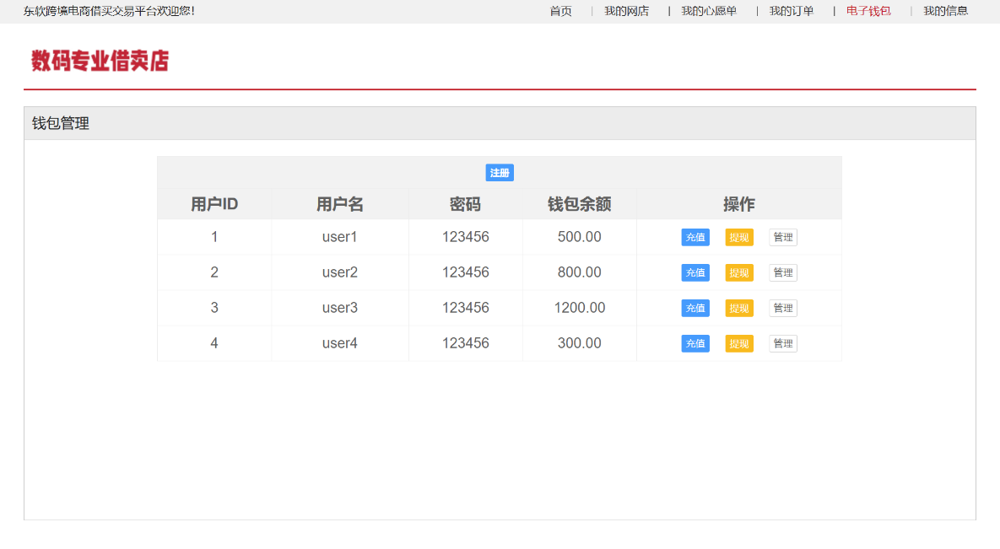 东软跨境电商借买交易平台欢迎您！ 首页 | 我的网店 | 我的心愿单 | 我的订单 | 电子钱包 | 我的信息
数码专业借卖店
钱包管理
注册
用户ID 用户名 密码 钱包余额 操作
1 user1 123456 500.00 充值 提现 管理
2 user2 123456 800.00 充值 提现 管理
3 user3 123456 1200.00 充值 提现 管理
4 user4 123456 300.00 充值 提现 管理